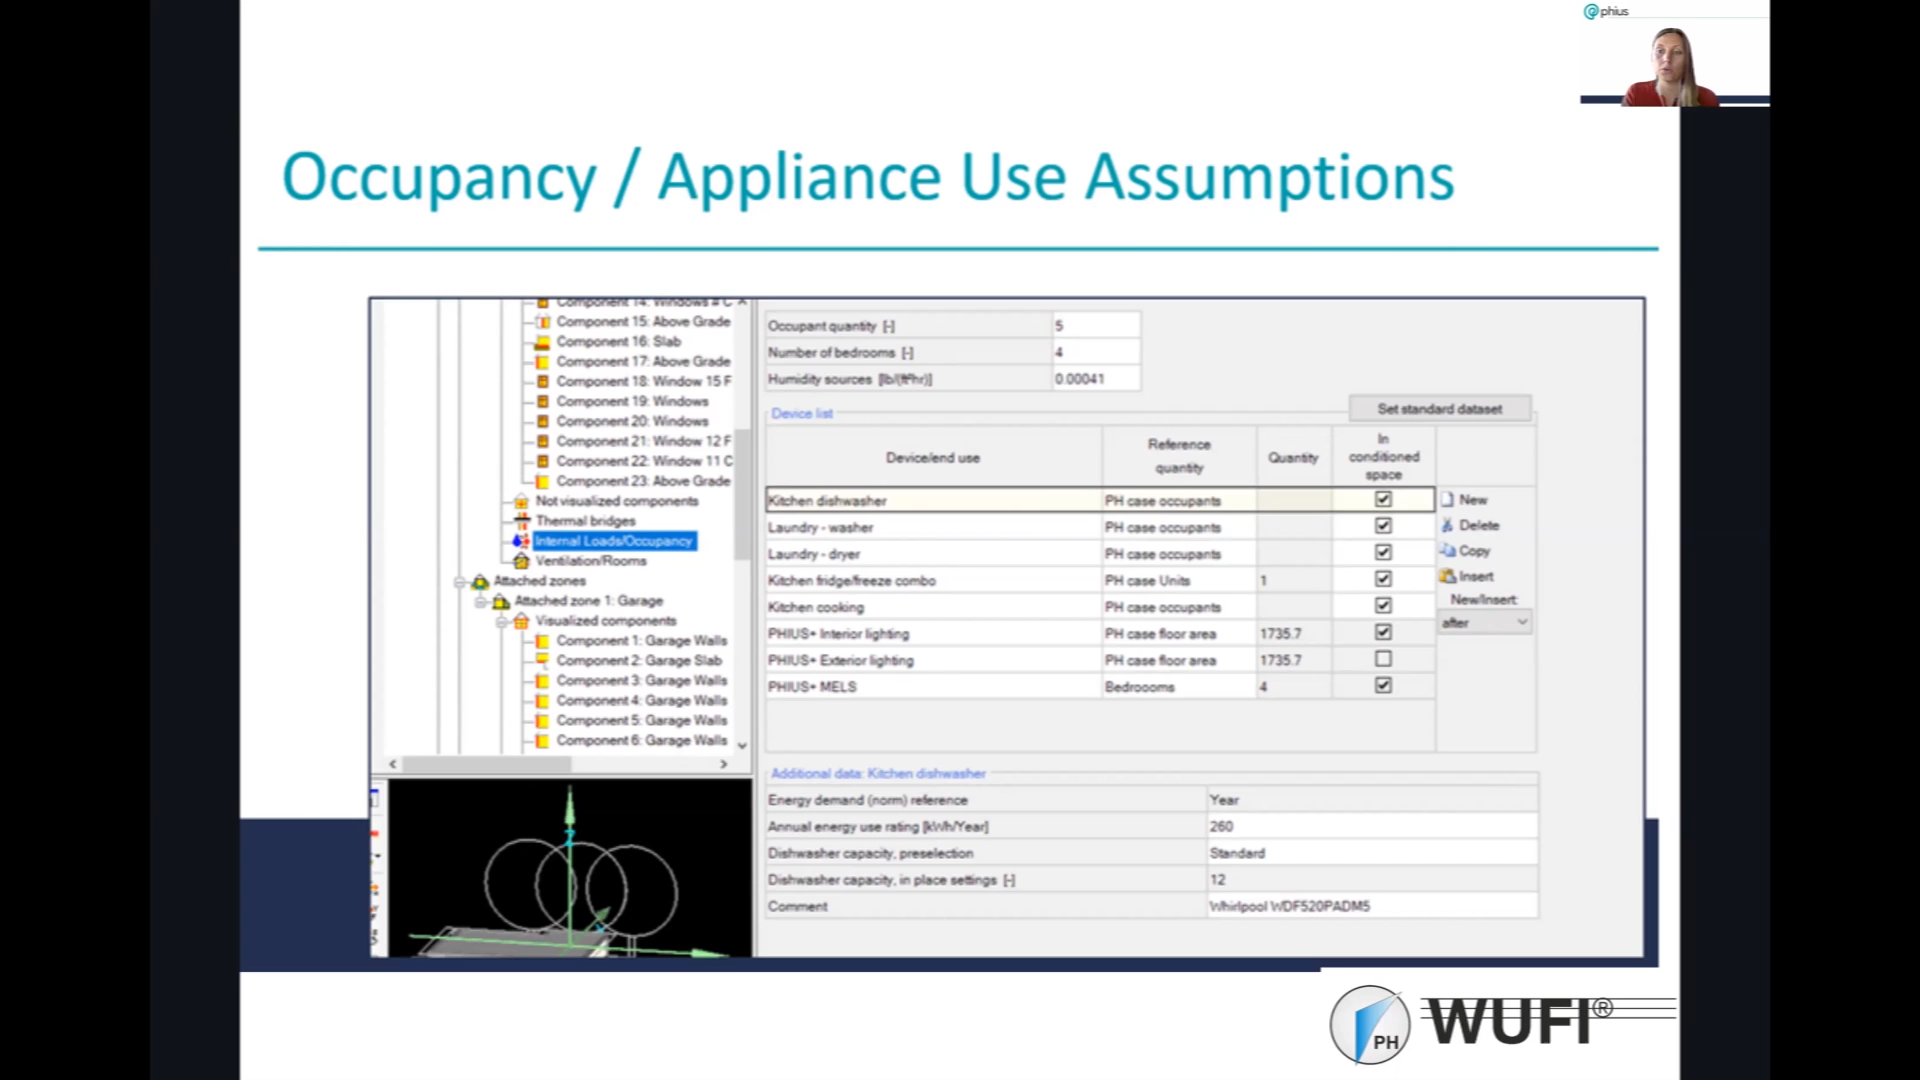 phius
Occupancy / Appliance Use Assumptions
Component 14: Windows # C
Component 15: Above Grade
Component 16: Slab
Component 17: Above Grade
Component 18: Window 15 F
Component 19: Windows
Component 20: Windows
Component 21: Window 12 F
Component 22: Window 11 C
Component 23: Above Grade
Not visualized components
Thermal bridges
Internal Loads/Occupancy
Ventilation/Rooms
Attached zones
Attached zone 1: Garage
Visualized components
Component 1: Garage Walls
Component 2: Garage Slab
Component 3: Garage Walls
Component 4: Garage Walls
Component 5: Garage Walls
Component 6: Garage Walls
Occupant quantity [-] 5
Number of bedrooms [-] 4
Humidity sources [lb/(ft²hr)] 0.00041
Device list
Set standard dataset
Device/end use Reference quantity Quantity In conditioned space
Kitchen dishwasher PH case occupants
Laundry - washer PH case occupants
Laundry - dryer PH case occupants
Kitchen fridge/freeze combo PH case Units 1
Kitchen cooking PH case occupants
PHIUS+ Interior lighting PH case floor area 1735.7
PHIUS+ Exterior lighting PH case floor area 1735.7
PHIUS+ MELS Bedroooms 4
New
Delete
Copy
Insert
New/Insert:
after
Additional data: Kitchen dishwasher
Energy demand (norm) reference Year
Annual energy use rating [kWh/Year] 260
Dishwasher capacity, preselection Standard
Dishwasher capacity, in place settings [-] 12
Comment Whirlpool WDF520PADM5
Z
PH
WUFI®